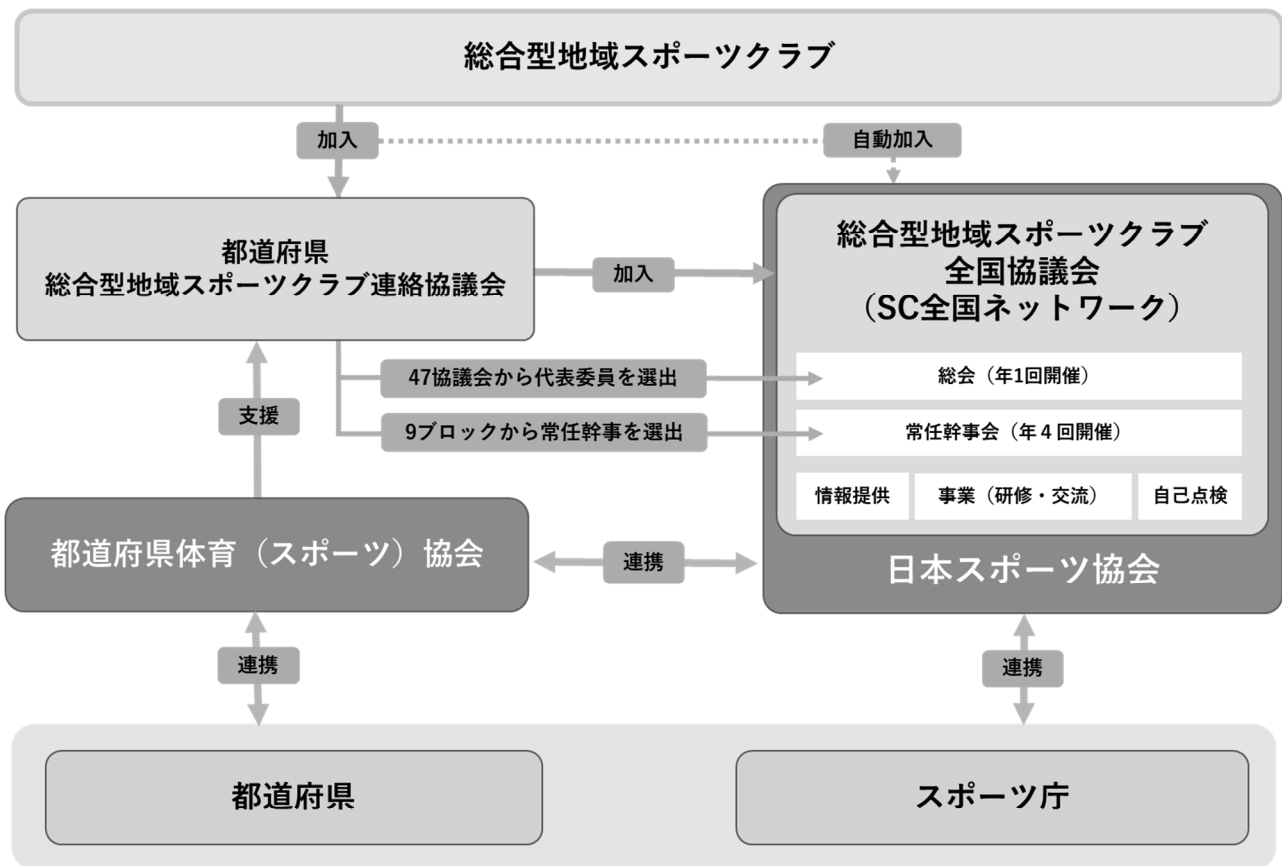 総合型地域スポーツクラブ
加入
自動加入
都道府県
総合型地域スポーツクラブ連絡協議会
加入
総合型地域スポーツクラブ
全国協議会
（SC全国ネットワーク）
47協議会から代表委員を選出
総会（年1回開催）
支援
9ブロックから常任幹事を選出
常任幹事会（年４回開催）
情報提供
事業（研修・交流）
自己点検
都道府県体育（スポーツ）協会
連携
日本スポーツ協会
連携
連携
都道府県
スポーツ庁